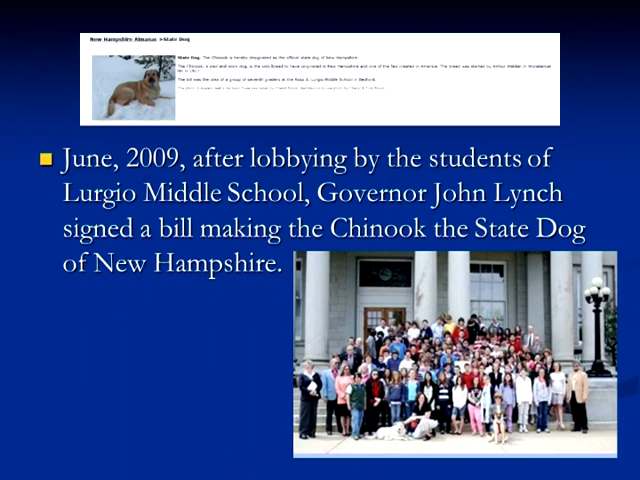 New Hampshire Almanac > State Dog
State Dog. The Chinook is hereby designated as the official state dog of New Hampshire.
The Chinook, a sled and work dog, is the only breed to have originated in New Hampshire and one of the few created in America. The breed was started by Arthur Walden in Wonalancet
NH in 1917.
The bill was the idea of a group of seventh graders at the Ross A. Lurgio Middle School in Bedford.
June, 2009, after lobbying by the students of
Lurgio Middle School, Governor John Lynch
signed a bill making the Chinook the State Dog
of New Hampshire.